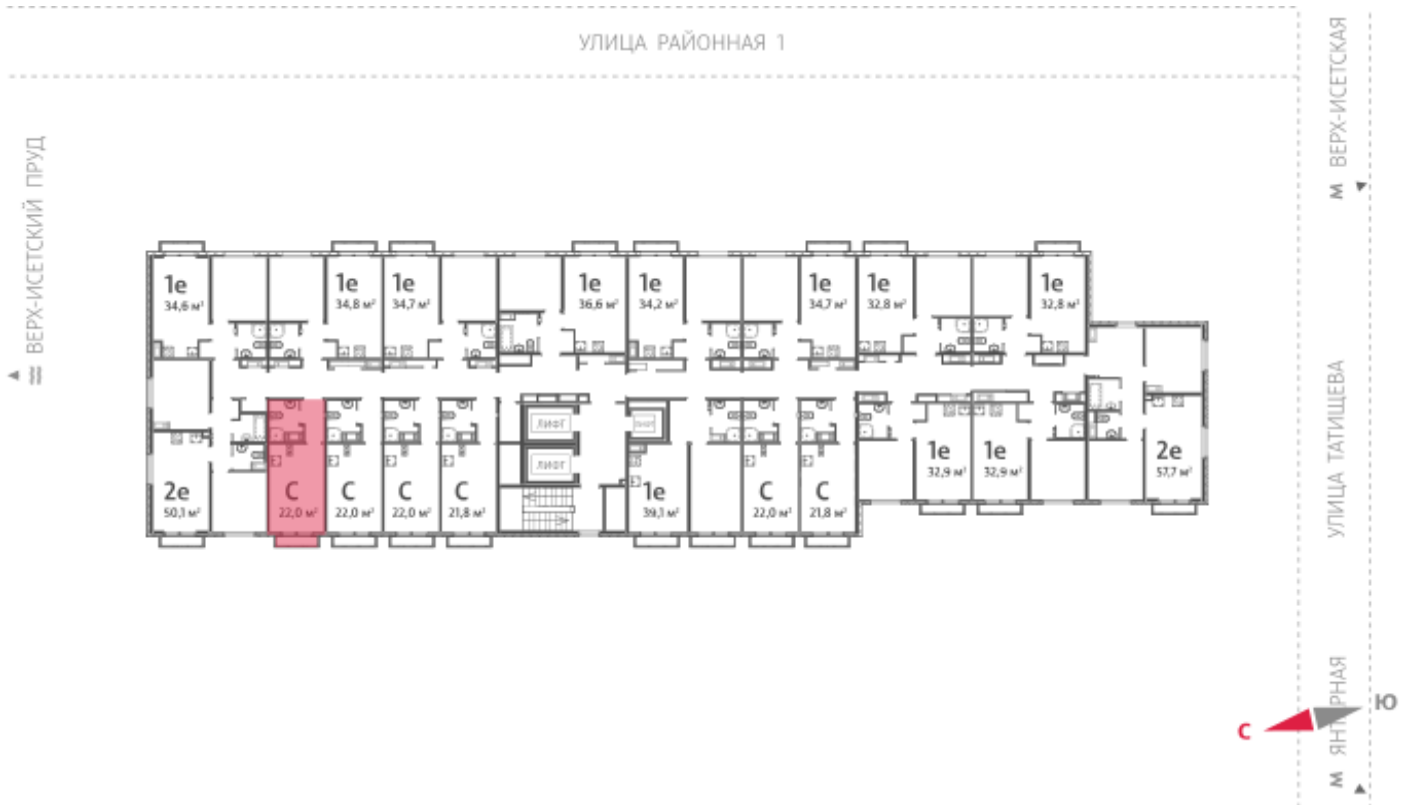 УЛИЦА РАЙОННАЯ 1
М ВЕРХ-ИСЕТСКАЯ
ВЕРХ-ИСЕТСКИЙ ПРУД
1е
34,6 м²
1е
34,8 м²
1е
34,7 м²
1е
36,6 м²
1е
34,2 м²
1е
34,7 м²
1е
32,8 м²
1е
32,8 м²
УЛИЦА ТАТИЩЕВА
ЛИФТ
ЛИФТ
ЛИФТ
2е
50,1 м²
С
22,0 м²
С
22,0 м²
С
22,0 м²
С
21,8 м²
1е
39,1 м²
С
22,0 м²
С
21,8 м²
1е
32,9 м²
1е
32,9 м²
2е
57,7 м²
М ЯНТАРНАЯ
С
Ю